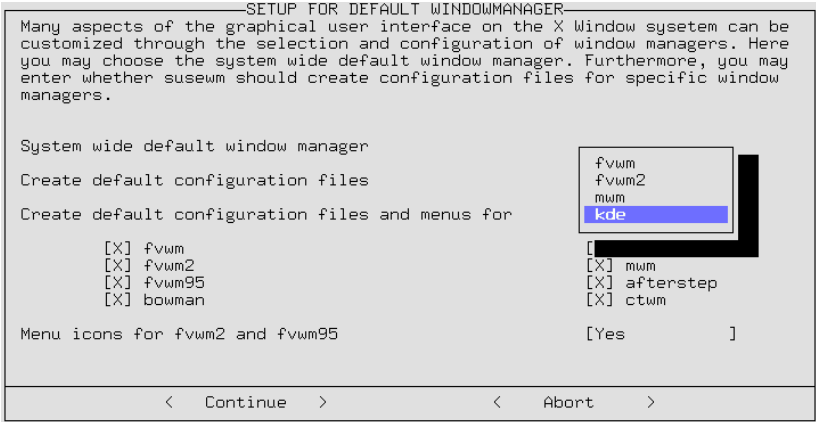 SETUP FOR DEFAULT WINDOWMANAGER
Many aspects of the graphical user interface on the X Window sysetem can be
customized through the selection and configuration of window managers. Here
you may choose the system wide default window manager. Furthermore, you may
enter whether susewm should create configuration files for specific window
managers.
System wide default window manager
fvwm
fvwm2
mwm
kde
Create default configuration files
Create default configuration files and menus for
[X] fvwm [
[X] fvwm2 [X] mwm
[X] fvwm95 [X] afterstep
[X] bowman [X] ctwm
Menu icons for fvwm2 and fvwm95 [Yes ]
< Continue > < Abort >